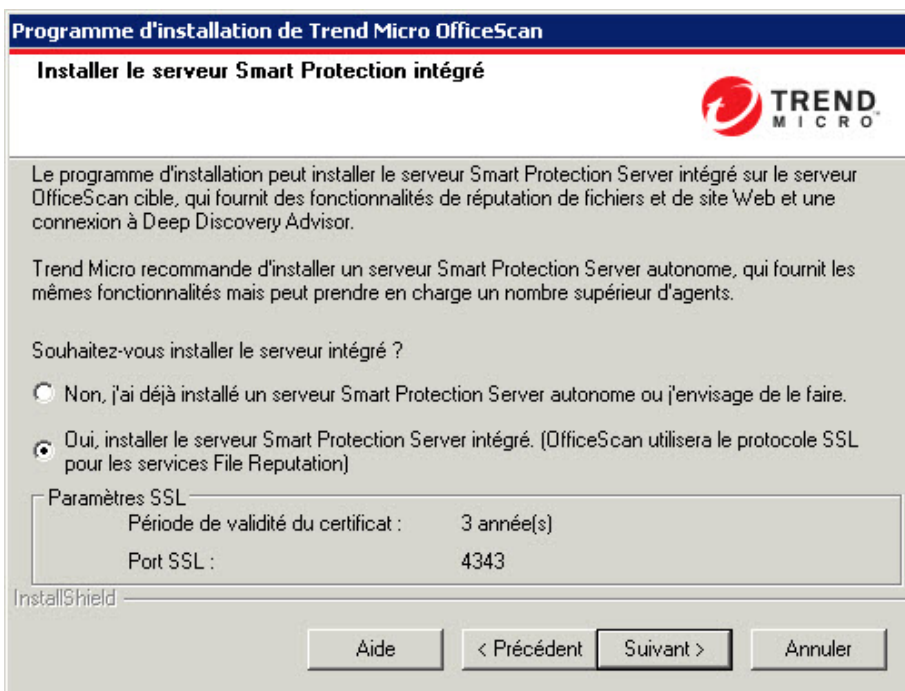 Programme d'installation de Trend Micro OfficeScan
Installer le serveur Smart Protection intégré
TREND
MICRO
Le programme d'installation peut installer le serveur Smart Protection Server intégré sur le serveur
OfficeScan cible, qui fournit des fonctionnalités de réputation de fichiers et de site Web et une
connexion à Deep Discovery Advisor.
Trend Micro recommande d'installer un serveur Smart Protection Server autonome, qui fournit les
mêmes fonctionnalités mais peut prendre en charge un nombre supérieur d'agents.
Souhaitez-vous installer le serveur intégré ?
Non, j'ai déjà installé un serveur Smart Protection Server autonome ou j'envisage de le faire.
Oui, installer le serveur Smart Protection Server intégré. (OfficeScan utilisera le protocole SSL
pour les services File Reputation)
Paramètres SSL
Période de validité du certificat : 3 année(s)
Port SSL : 4343
InstallShield
Aide < Précédent Suivant > Annuler